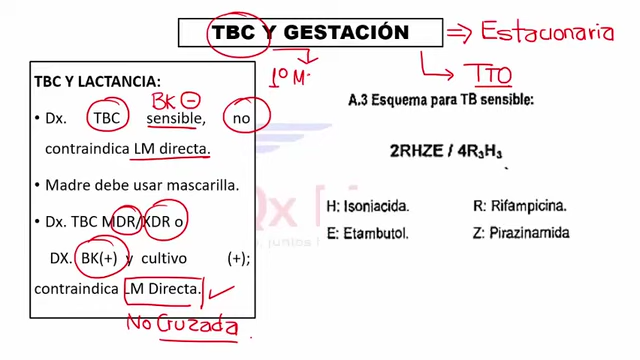 TBC Y GESTACIÓN
⇒ Estacionaria
1º M.
TTO
TBC Y LACTANCIA:
BK ⊖
• Dx. TBC sensible, no
contraindica LM directa.
• Madre debe usar mascarilla.
• Dx. TBC MDR/XDR o
DX. BK(+) y cultivo (+);
contraindica LM Directa. ✓
No Cruzada.
A.3 Esquema para TB sensible:
2RHZE / 4R₃H₃
H: Isoniacida. R: Rifampicina.
E: Etambutol. Z: Pirazinamida